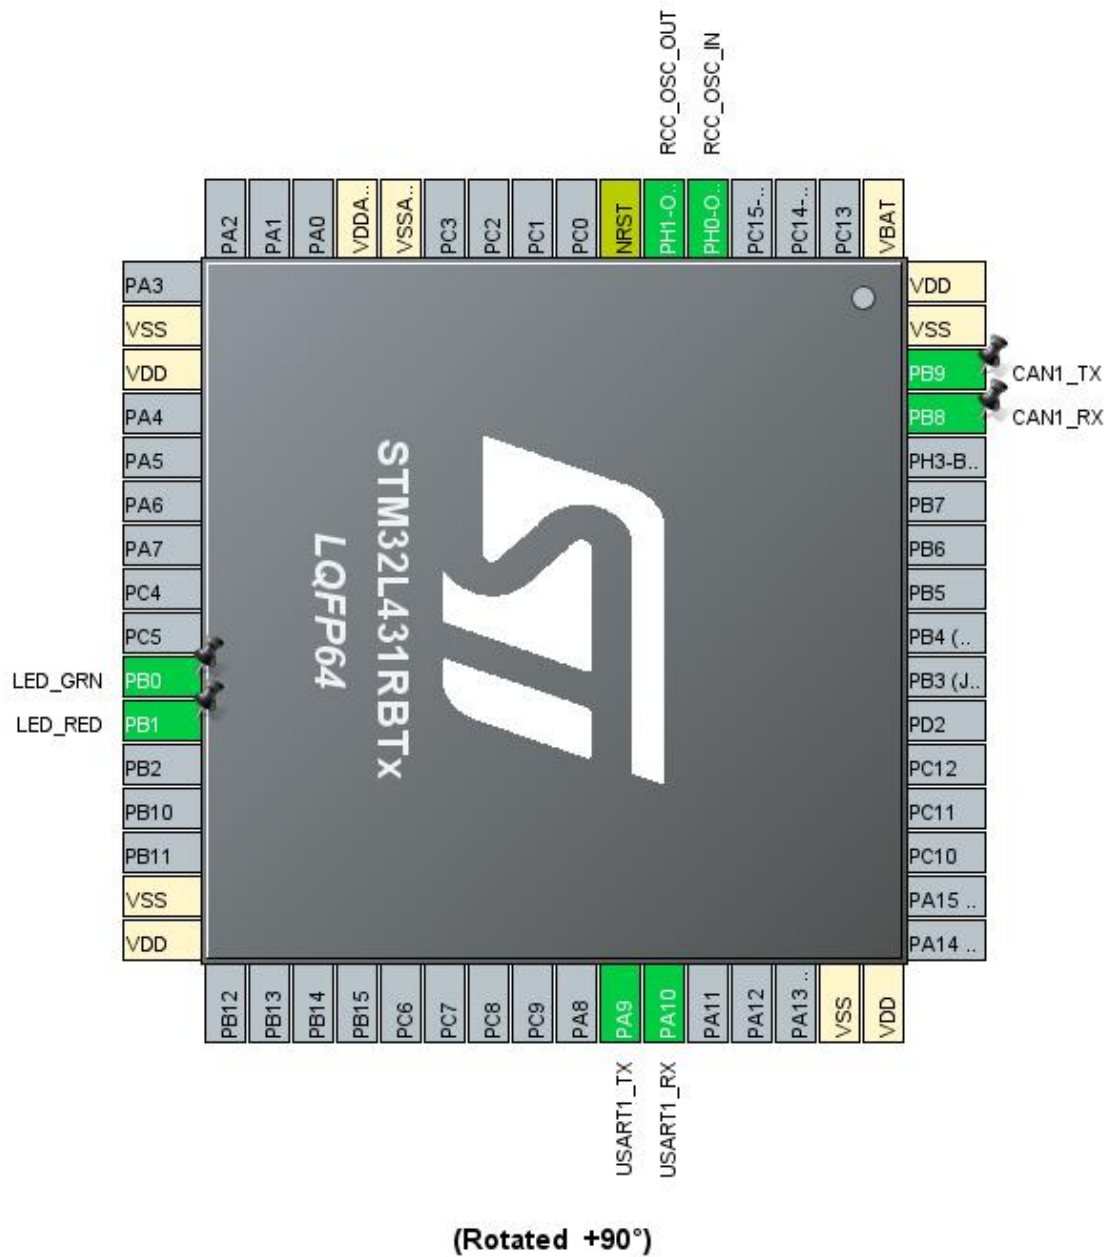 RCC_OSC_OUT
RCC_OSC_IN
PA2
PA1
PA0
VDDA..
VSSA..
PC3
PC2
PC1
PC0
NRST
PH1-O..
PH0-O..
PC15-..
PC14-..
PC13
VBAT
PA3
VSS
VDD
PA4
PA5
PA6
PA7
PC4
PC5
LED_GRN PB0
LED_RED PB1
PB2
PB10
PB11
VSS
VDD
STM32L431RBTx
LQFP64
VDD
VSS
PB9 CAN1_TX
PB8 CAN1_RX
PH3-B..
PB7
PB6
PB5
PB4 (..
PB3 (J..
PD2
PC12
PC11
PC10
PA15 ..
PA14 ..
PB12
PB13
PB14
PB15
PC6
PC7
PC8
PC9
PA8
PA9
PA10
PA11
PA12
PA13 ..
VSS
VDD
USART1_TX
USART1_RX
(Rotated +90°)